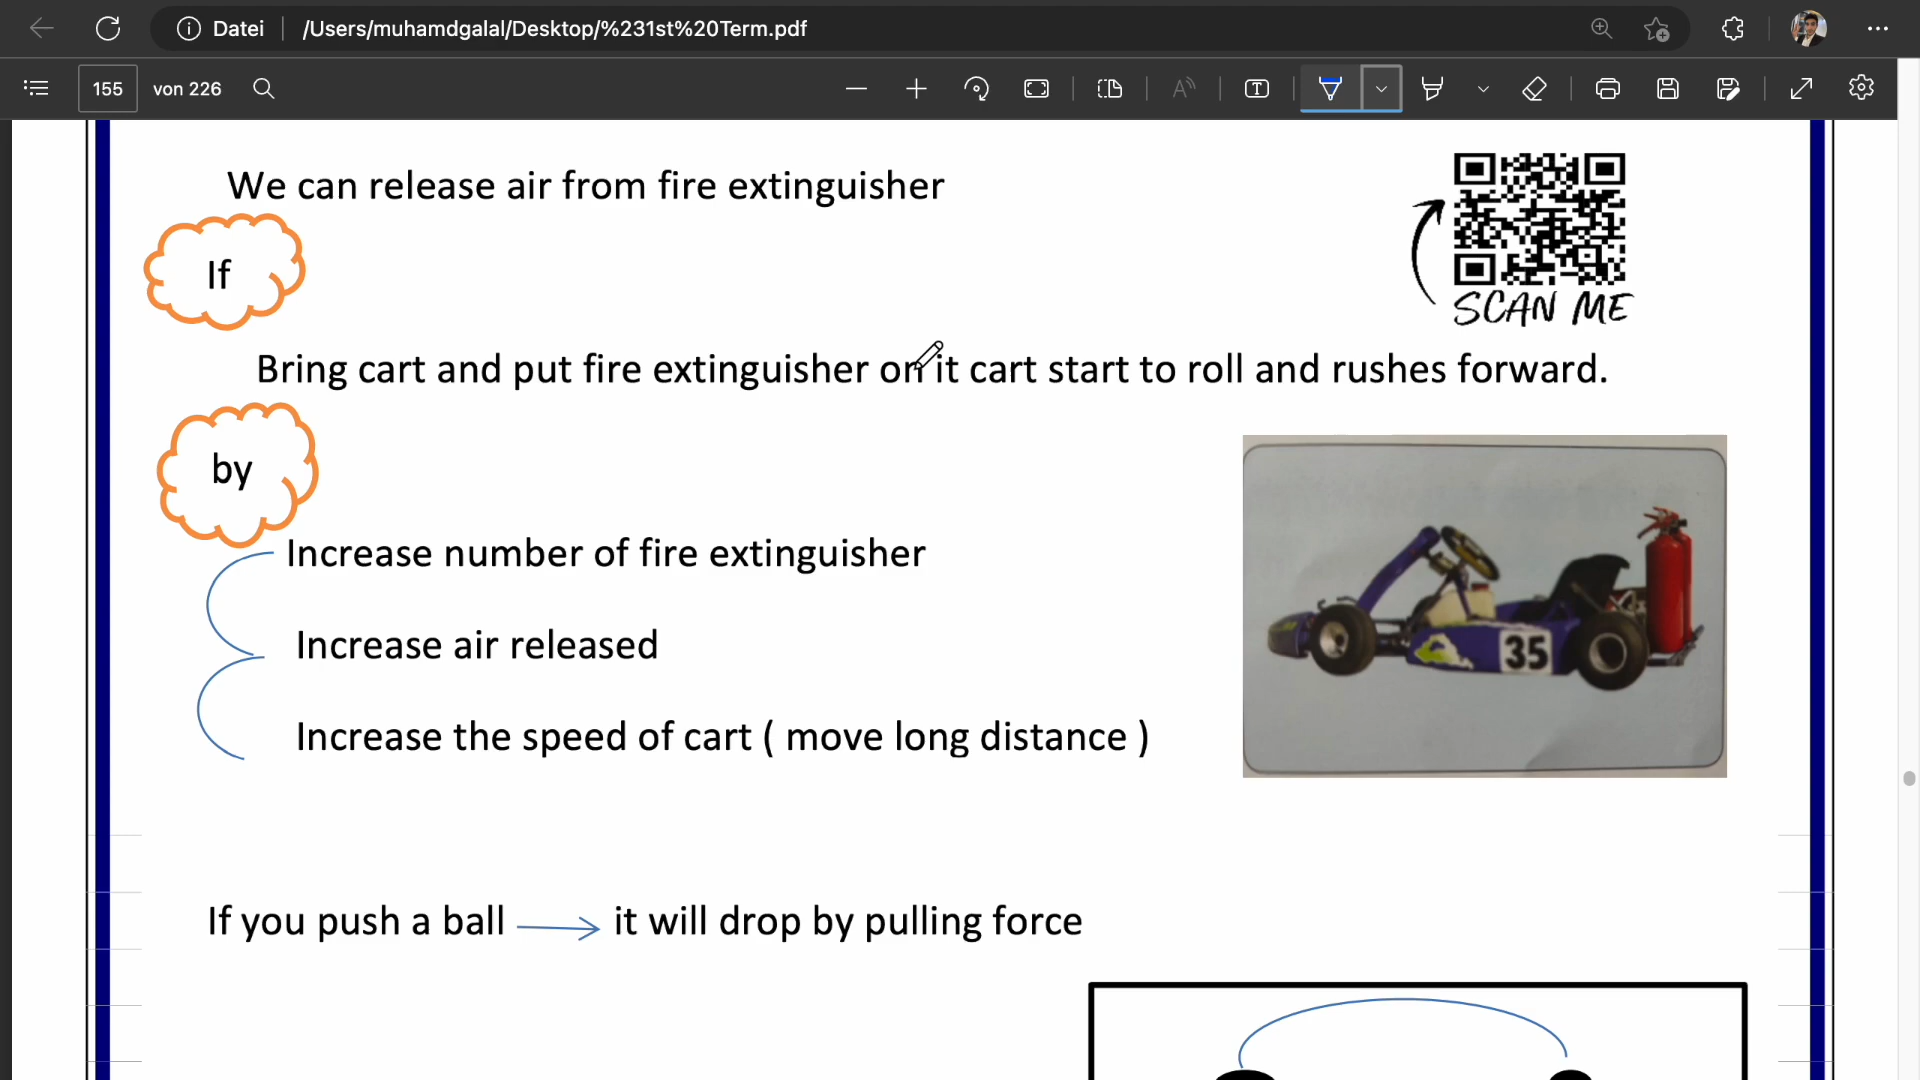 Datei
/Users/muhamdgalal/Desktop/%231st%20Term.pdf
155 von 226
We can release air from fire extinguisher
If
SCAN ME
Bring cart and put fire extinguisher on it cart start to roll and rushes forward.
by
Increase number of fire extinguisher
35
Increase air released
Increase the speed of cart ( move long distance )
If you push a ball it will drop by pulling force